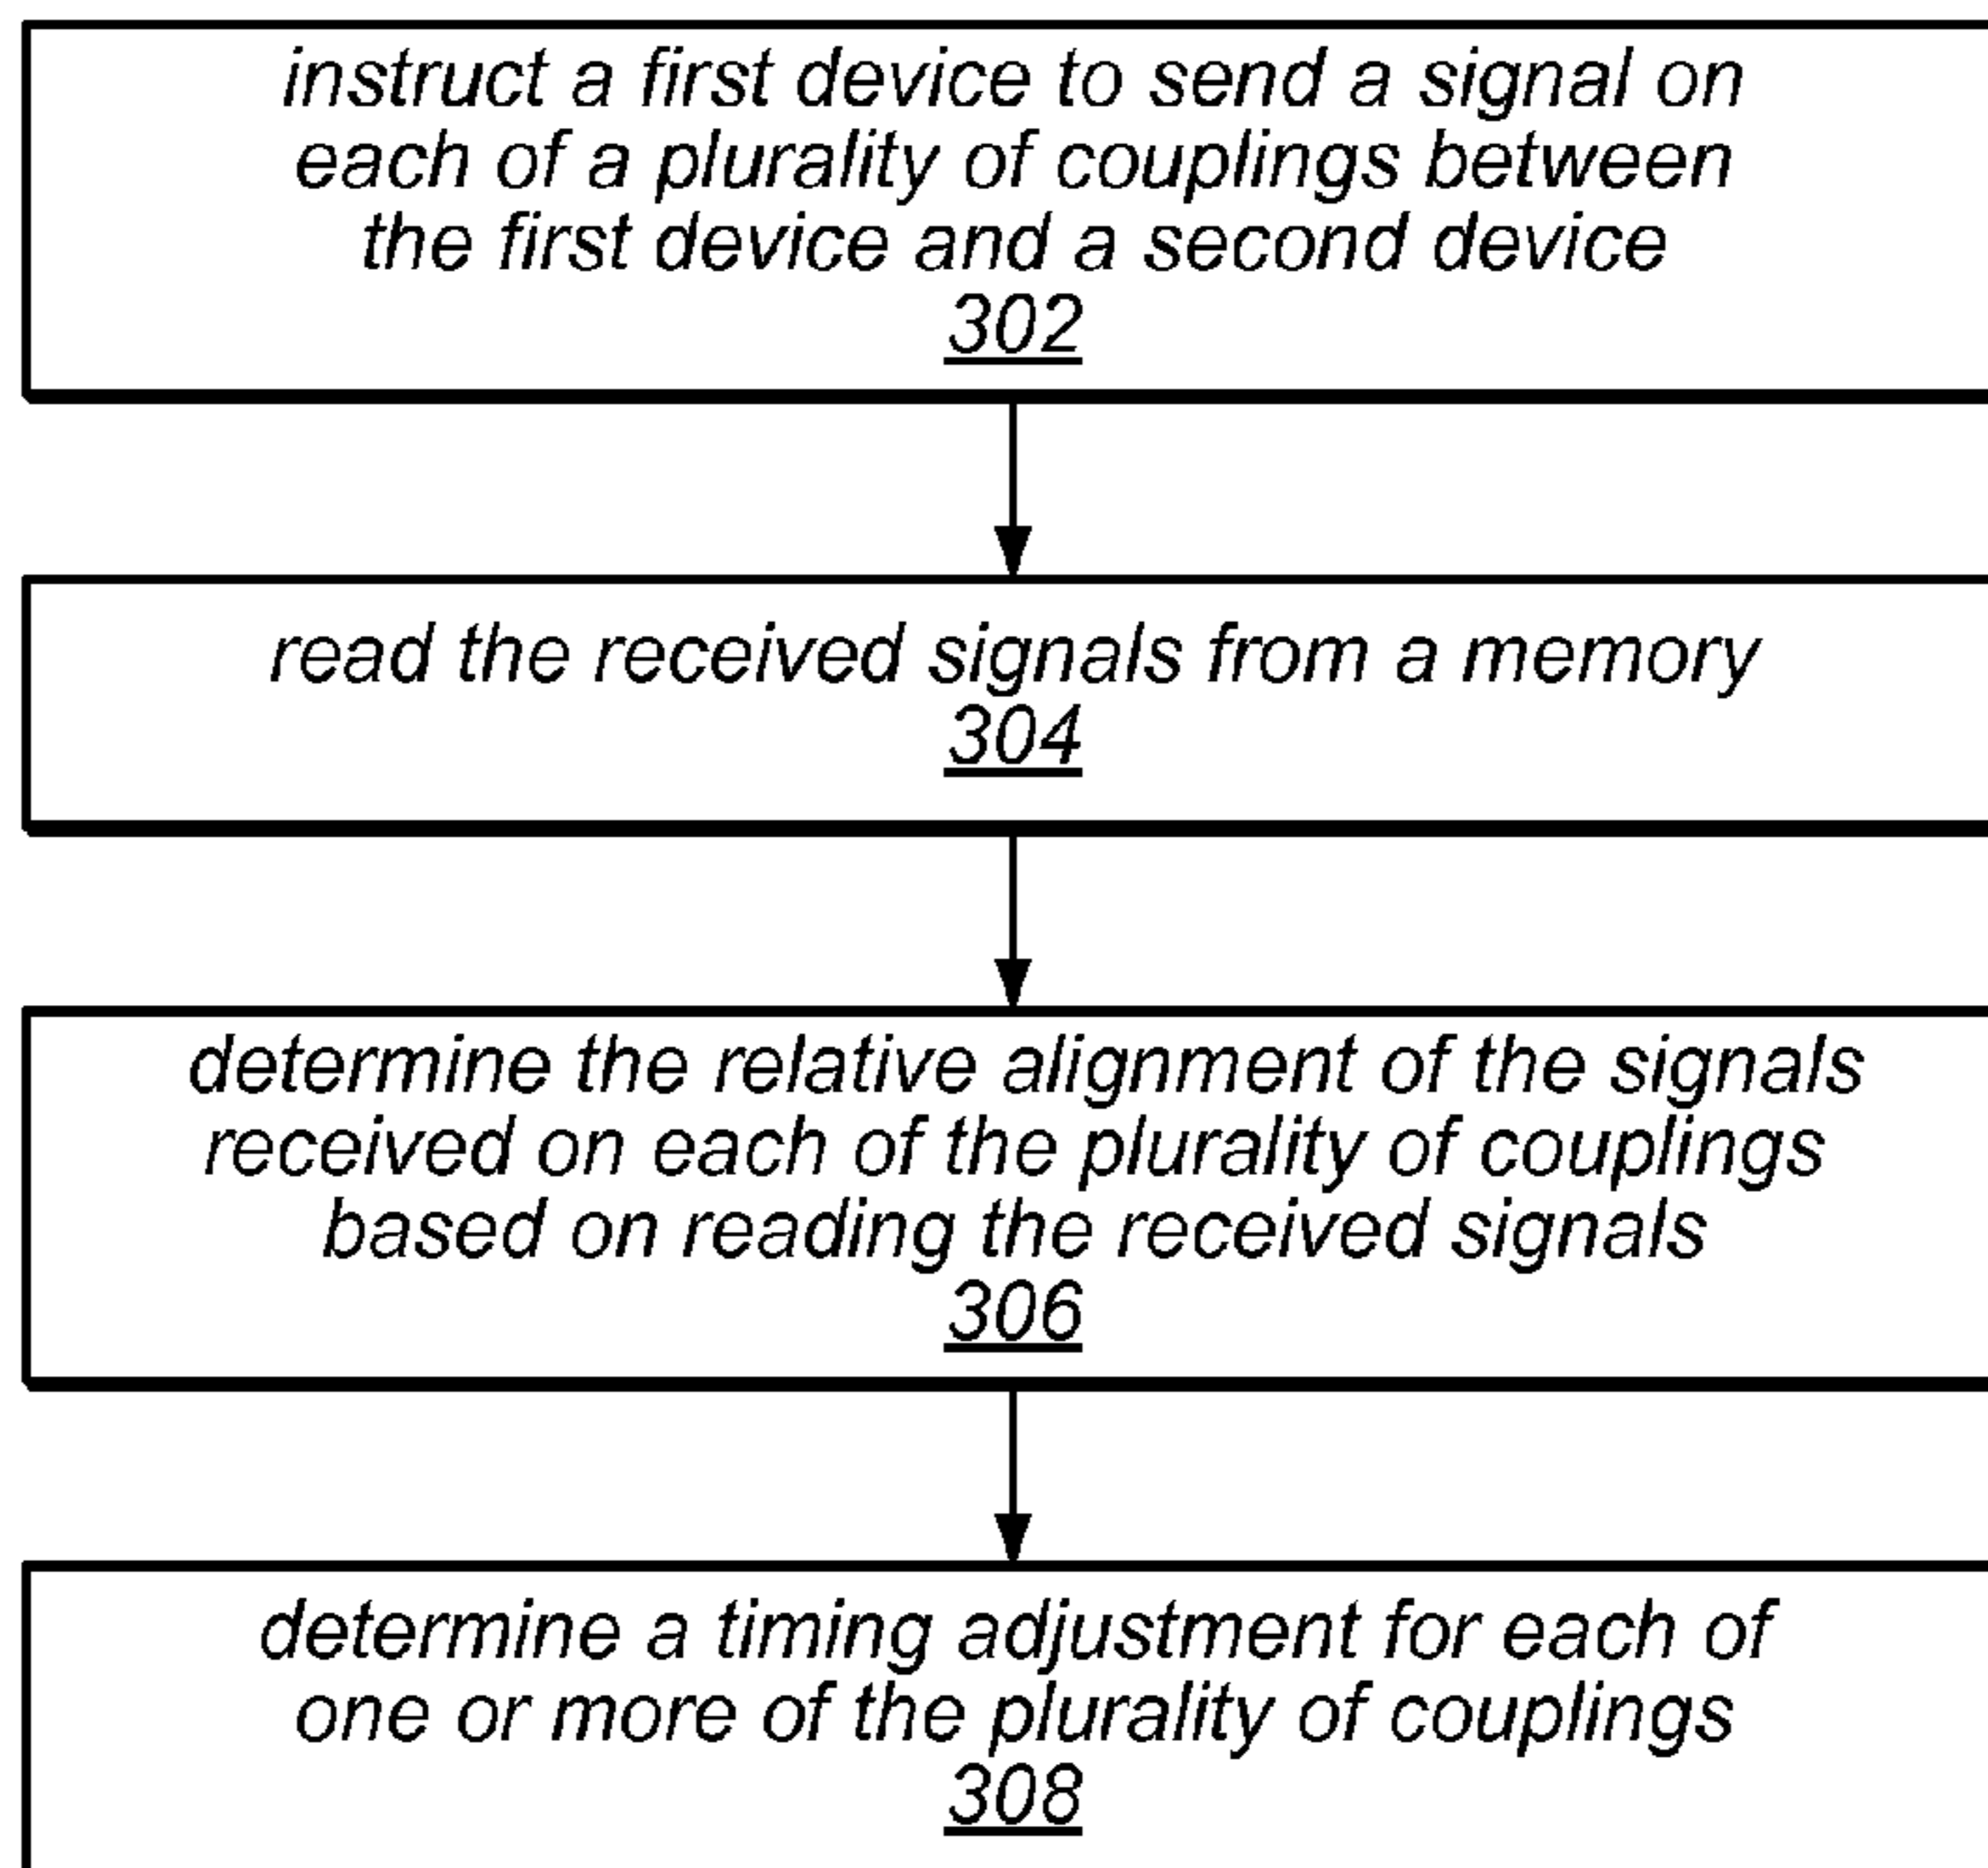 instruct a first device to send a signal on
each of a plurality of couplings between
the first device and a second device
302
read the received signals from a memory
304
determine the relative alignment of the signals
received on each of the plurality of couplings
based on reading the received signals
306
determine a timing adjustment for each of
one or more of the plurality of couplings
308